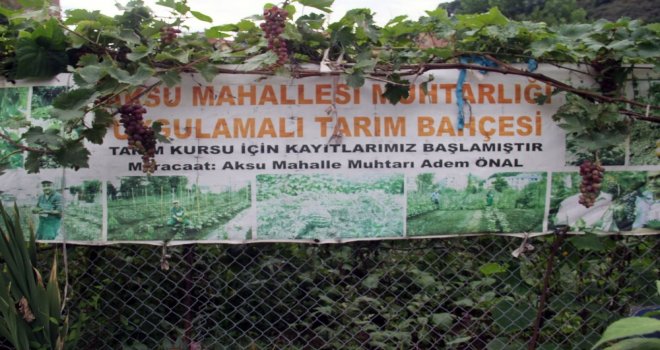 AKSU MAHALLESİ MUHTARLIĞI
UYGULAMALI TARIM BAHÇESİ
TARIM KURSU İÇİN KAYITLARIMIZ BAŞLAMIŞTIR
Müracaat: Aksu Mahalle Muhtarı Adem ÖNAL